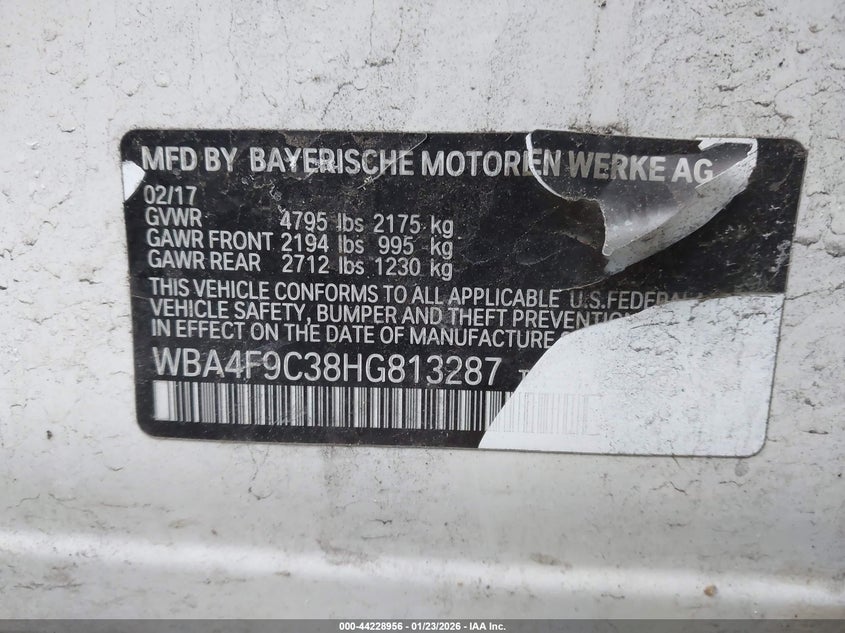 MFD BY BAYERISCHE MOTOREN WERKE AG
02/17
GVWR 4795 lbs 2175 kg
GAWR FRONT 2194 lbs 995 kg
GAWR REAR 2712 lbs 1230 kg
THIS VEHICLE CONFORMS TO ALL APPLICABLE U.S.FEDERA
VEHICLE SAFETY, BUMPER AND THEFT PREVENTION
IN EFFECT ON THE DATE OF MANUFACTURE
WBA4F9C38HG813287
000-44228956 - 01/23/2026 - IAA Inc.